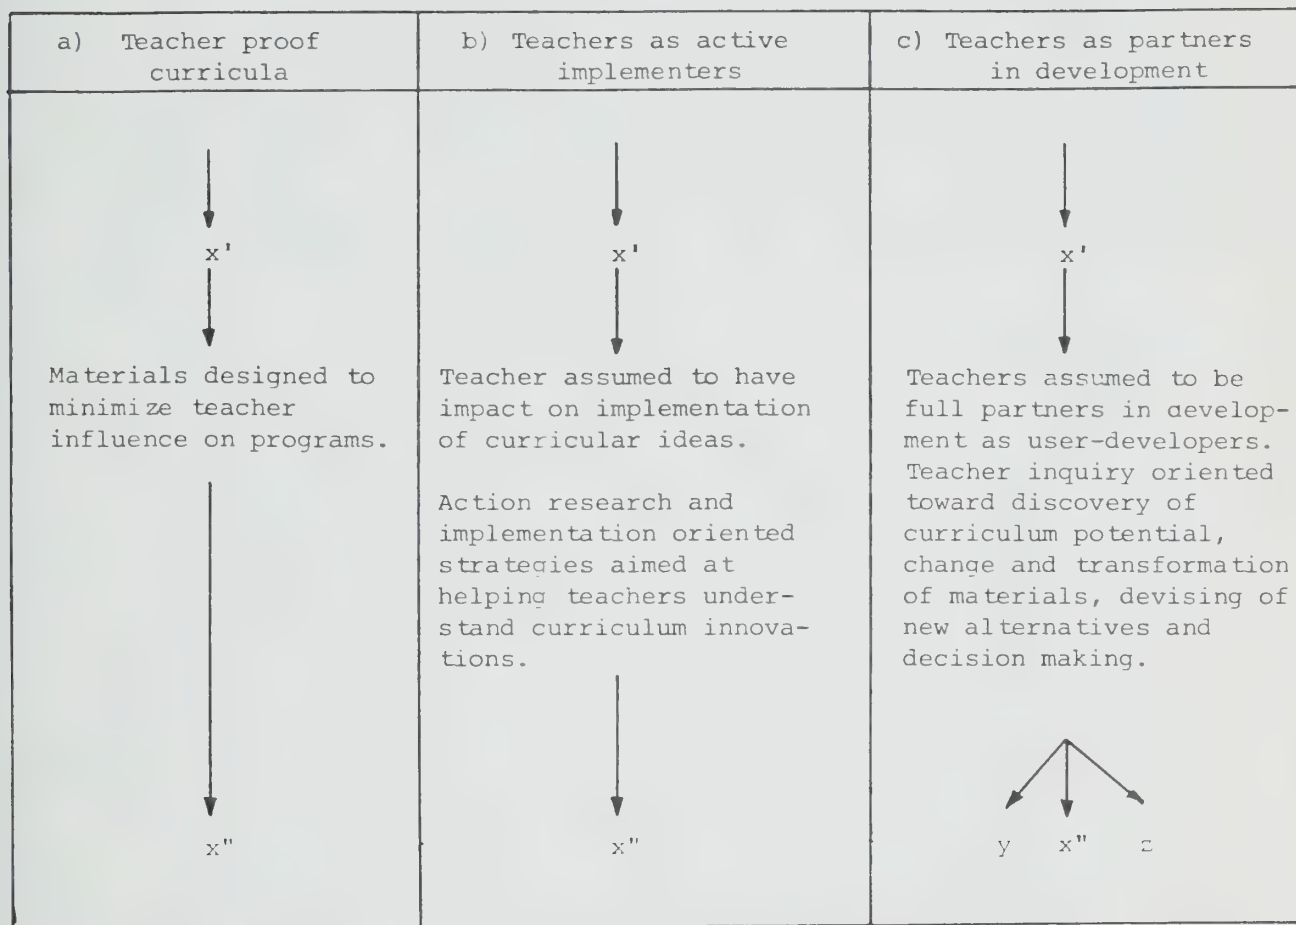 a) Teacher proof
curricula
x'
Materials designed to
minimize teacher
influence on programs.
x"
b) Teachers as active
implementers
x'
Teacher assumed to have
impact on implementation
of curricular ideas.
Action research and
implementation oriented
strategies aimed at
helping teachers under-
stand curriculum innova-
tions.
x"
c) Teachers as partners
in development
x'
Teachers assumed to be
full partners in develop-
ment as user-developers.
Teacher inquiry oriented
toward discovery of
curriculum potential,
change and transformation
of materials, devising of
new alternatives and
decision making.
y x" z